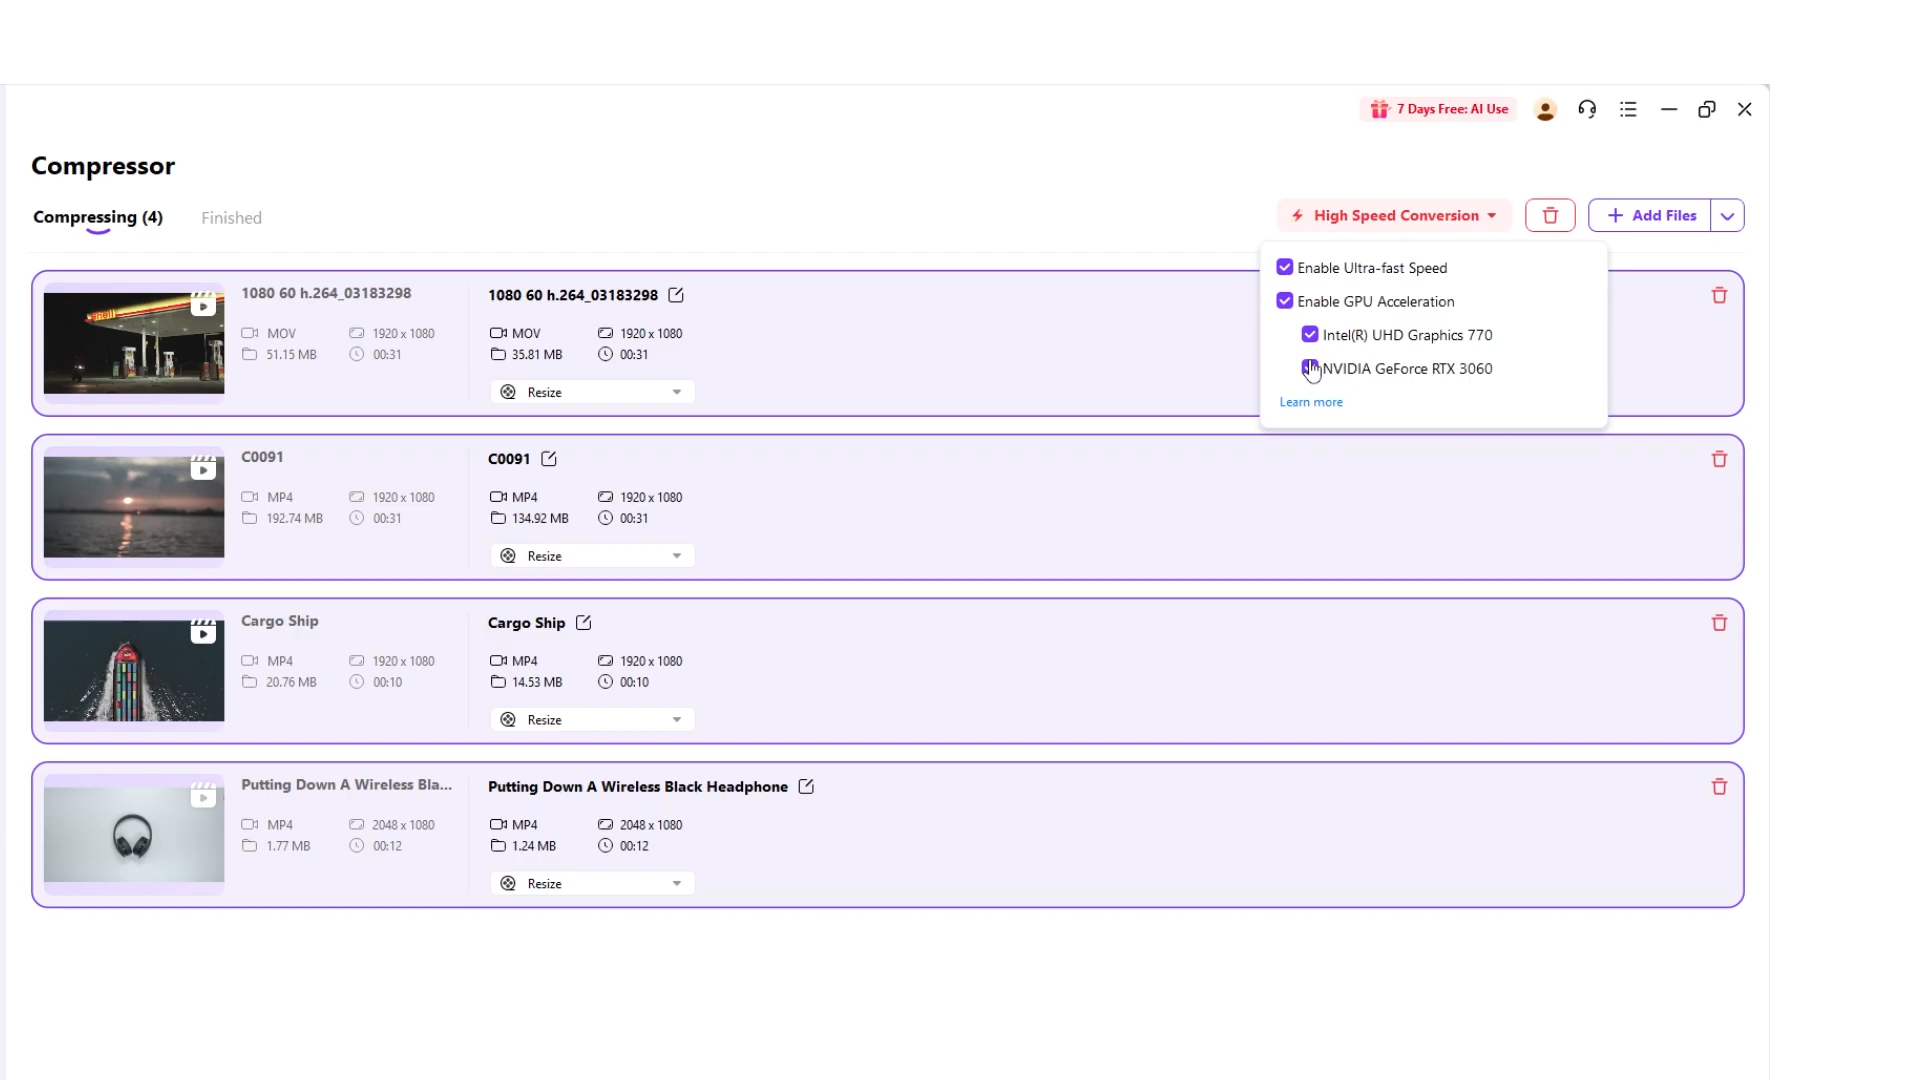 7 Days Free: AI Use
Compressor
Compressing (4)
Finished
High Speed Conversion
Add Files
Enable Ultra-fast Speed
Enable GPU Acceleration
Intel(R) UHD Graphics 770
NVIDIA GeForce RTX 3060
Learn more
Shell
1080 60 h.264_03183298
MOV 1920 x 1080
51.15 MB 00:31
1080 60 h.264_03183298
MOV 1920 x 1080
35.81 MB 00:31
Resize
C0091
MP4 1920 x 1080
192.74 MB 00:31
C0091
MP4 1920 x 1080
134.92 MB 00:31
Resize
Cargo Ship
MP4 1920 x 1080
20.76 MB 00:10
Cargo Ship
MP4 1920 x 1080
14.53 MB 00:10
Resize
Putting Down A Wireless Bla...
MP4 2048 x 1080
1.77 MB 00:12
Putting Down A Wireless Black Headphone
MP4 2048 x 1080
1.24 MB 00:12
Resize